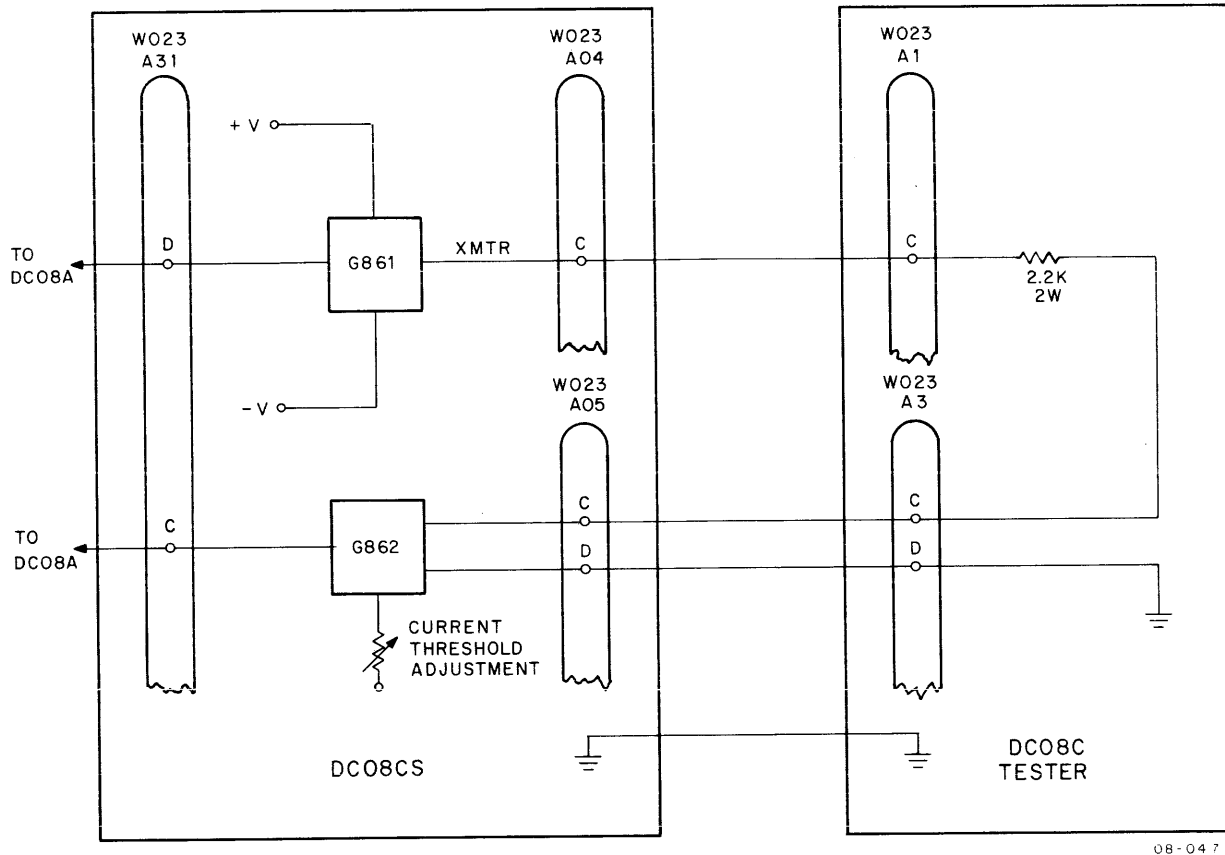 W023
A31
W023
A04
W023
A1
+ V
D
G861
XMTR
C
C
TO
DC08A
2.2K
2W
- V
W023
A05
W023
A3
C
G862
C
D
C
D
TO
DC08A
CURRENT
THRESHOLD
ADJUSTMENT
DC08CS
DC08C
TESTER
08-047